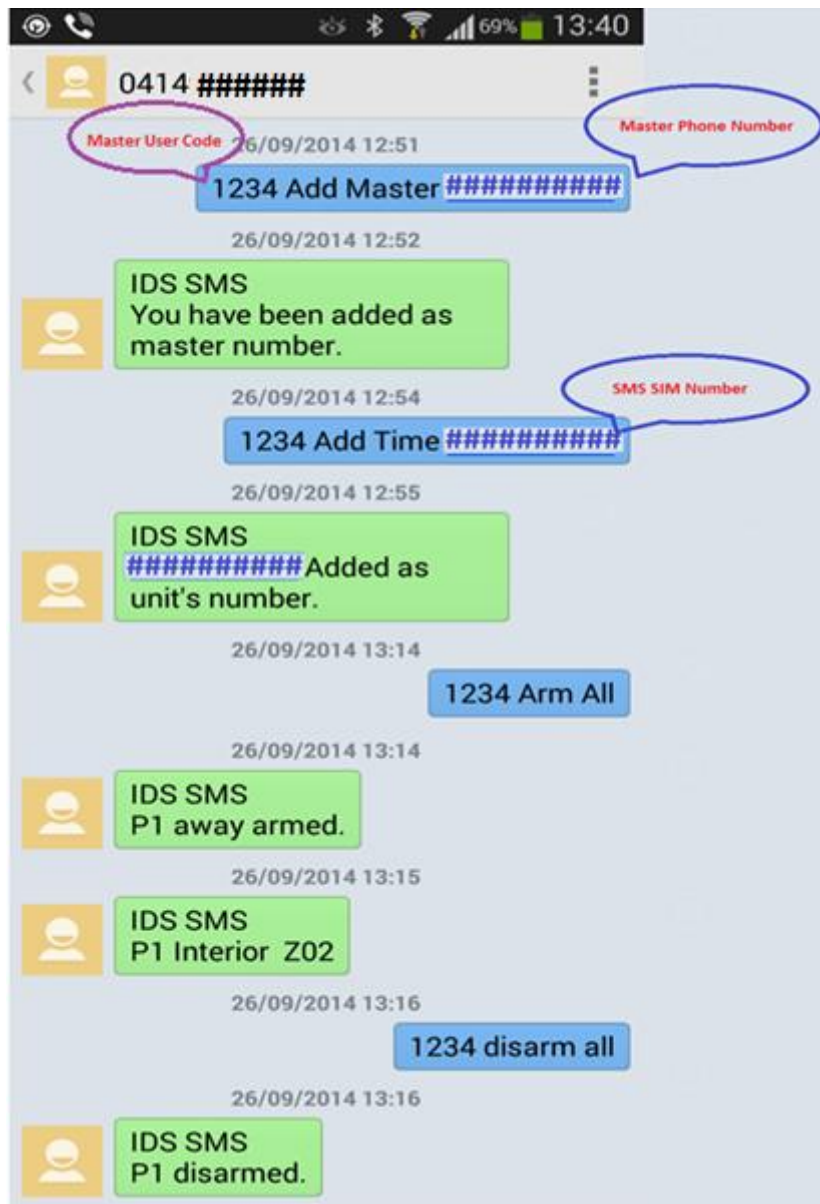 69% 13:40
0414 ######
Master User Code
Master Phone Number
26/09/2014 12:51
1234 Add Master ##########
26/09/2014 12:52
IDS SMS
You have been added as
master number.
26/09/2014 12:54
SMS SIM Number
1234 Add Time ##########
26/09/2014 12:55
IDS SMS
########## Added as
unit's number.
26/09/2014 13:14
1234 Arm All
26/09/2014 13:14
IDS SMS
P1 away armed.
26/09/2014 13:15
IDS SMS
P1 Interior Z02
26/09/2014 13:16
1234 disarm all
26/09/2014 13:16
IDS SMS
P1 disarmed.